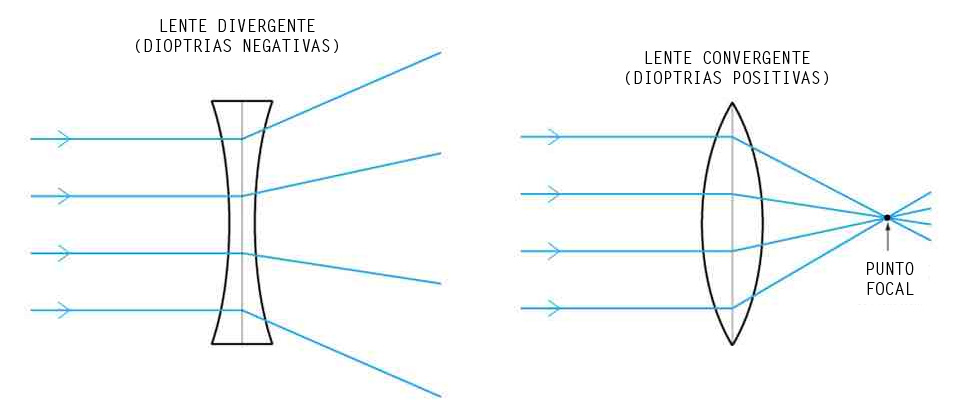 LENTE DIVERGENTE
(DIOPTRIAS NEGATIVAS)
LENTE CONVERGENTE
(DIOPTRIAS POSITIVAS)
PUNTO
FOCAL